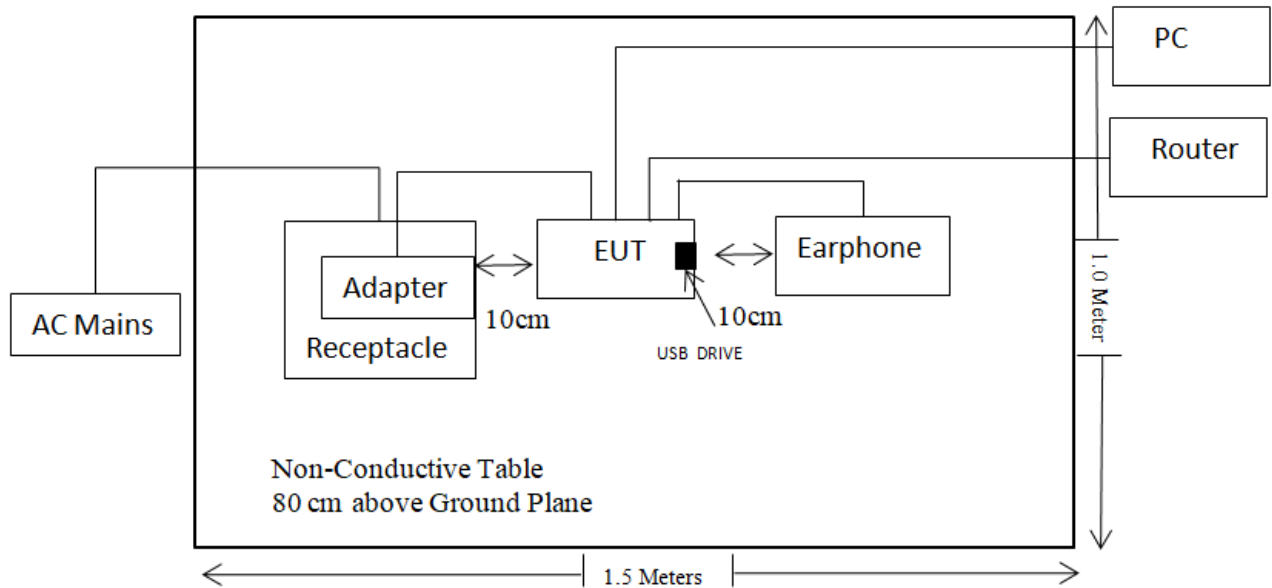 PC
Router
EUT
Earphone
Adapter
AC Mains
10cm
10cm
Receptacle
USB DRIVE
1.0 Meter
Non-Conductive Table
80 cm above Ground Plane
1.5 Meters